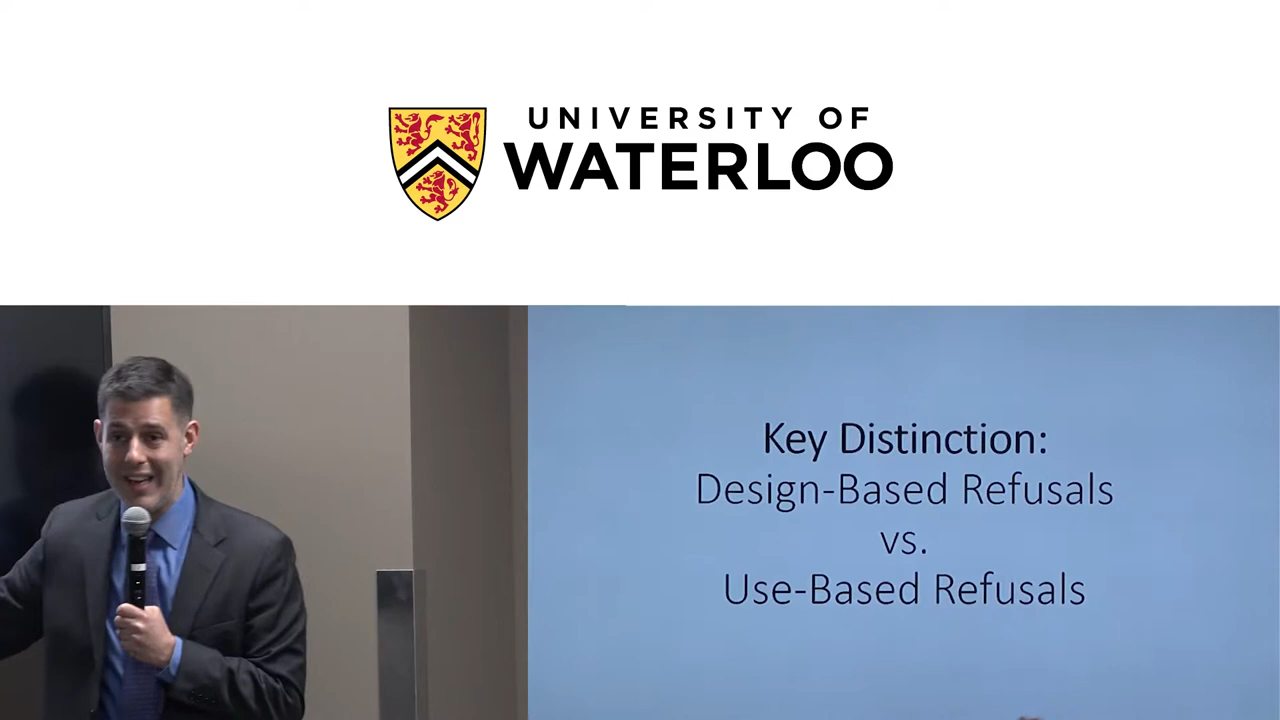 UNIVERSITY OF
WATERLOO
Key Distinction:
Design-Based Refusals
vs.
Use-Based Refusals